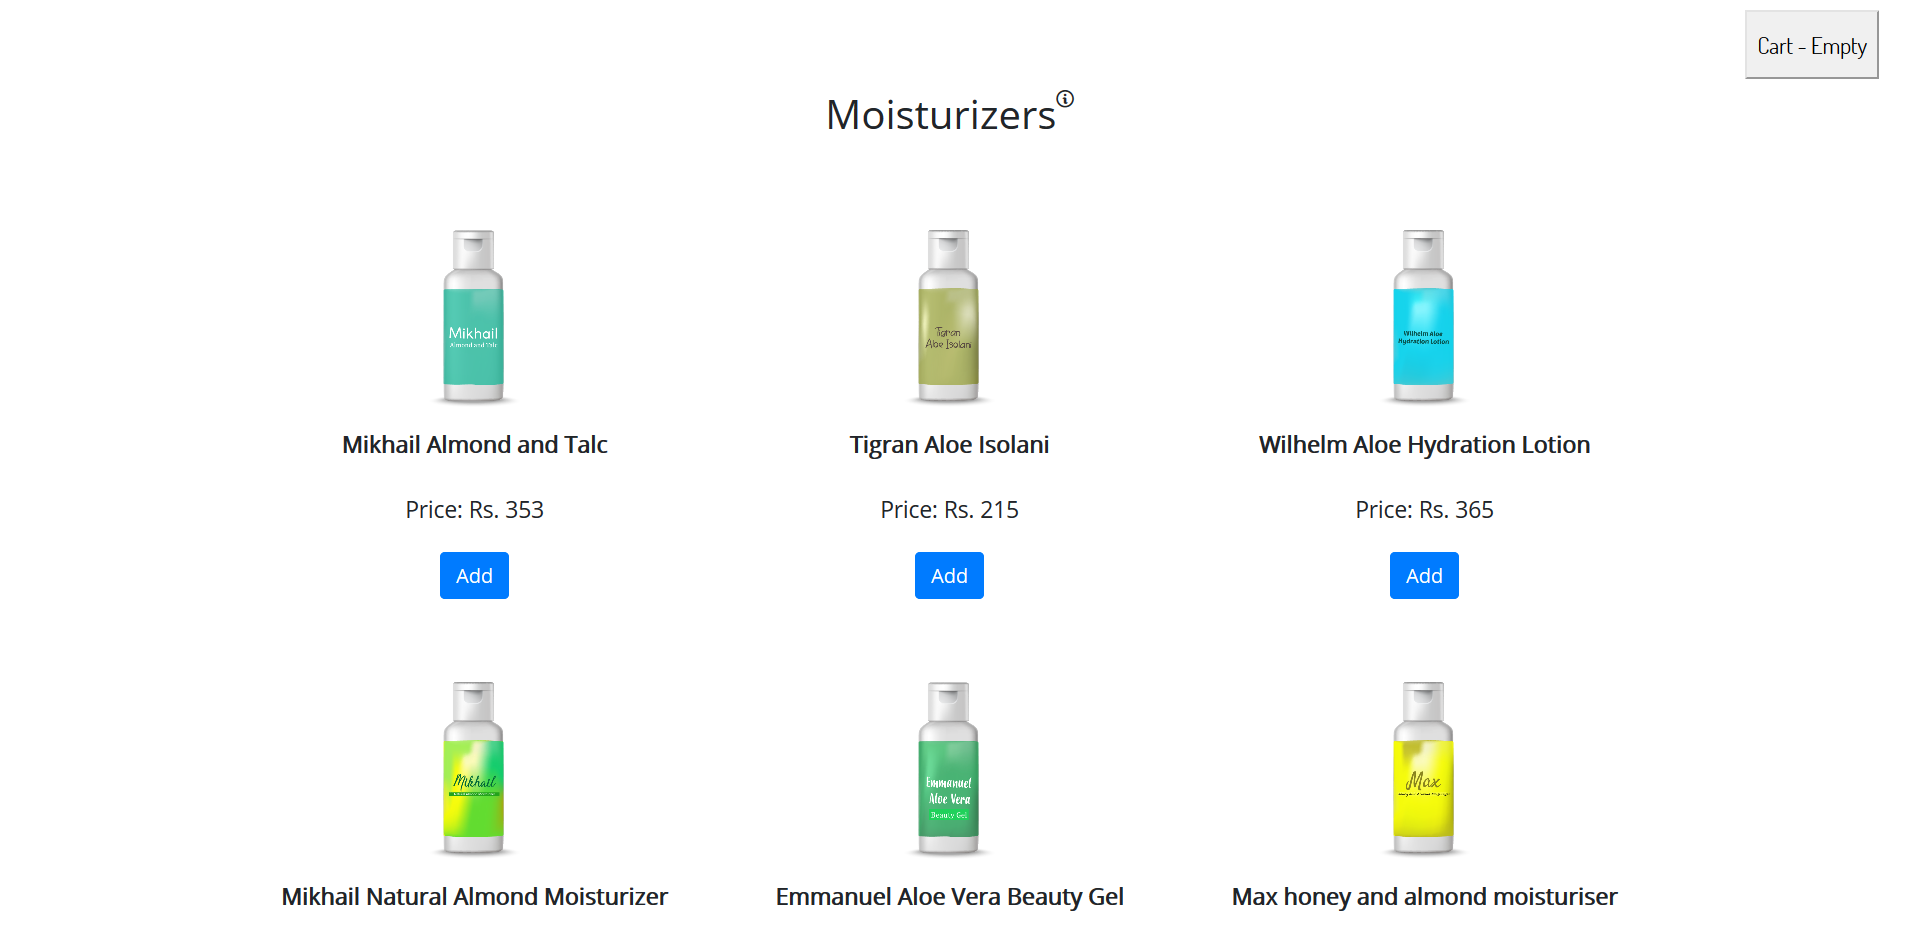 Cart - Empty
Moisturizers
Mikhail
Almond and Talc
Tigran
Aloe Isolani
Wilhelm Aloe
Hydration Lotion
Mikhail Almond and Talc
Tigran Aloe Isolani
Wilhelm Aloe Hydration Lotion
Price: Rs. 353
Price: Rs. 215
Price: Rs. 365
Add
Add
Add
Mikhail
Emmanuel
Aloe Vera
Beauty Gel
Max
Mikhail Natural Almond Moisturizer
Emmanuel Aloe Vera Beauty Gel
Max honey and almond moisturiser